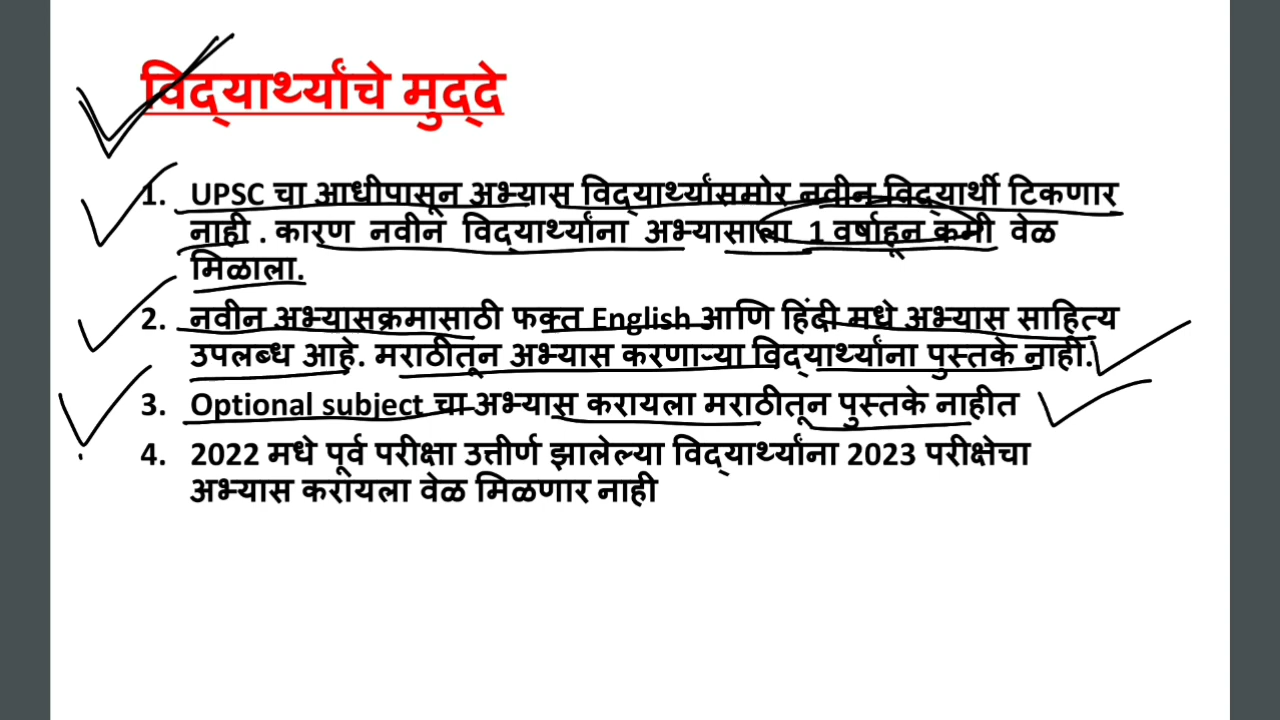 विद्यार्थ्यांचे मुद्दे
1. UPSC चा आधीपासून अभ्यास विद्यार्थ्यांसमोर नवीन विद्यार्थी टिकणार
नाही . कारण नवीन विद्यार्थ्यांना अभ्यासाला 1 वर्षाहून कमी वेळ
मिळाला.
2. नवीन अभ्यासक्रमासाठी फक्त English आणि हिंदी मधे अभ्यास साहित्य
उपलब्ध आहे. मराठीतून अभ्यास करणाऱ्या विद्यार्थ्यांना पुस्तके नाही.
3. Optional subject चा अभ्यास करायला मराठीतून पुस्तके नाहीत
4. 2022 मधे पूर्व परीक्षा उत्तीर्ण झालेल्या विद्यार्थ्यांना 2023 परीक्षेचा
अभ्यास करायला वेळ मिळणार नाही